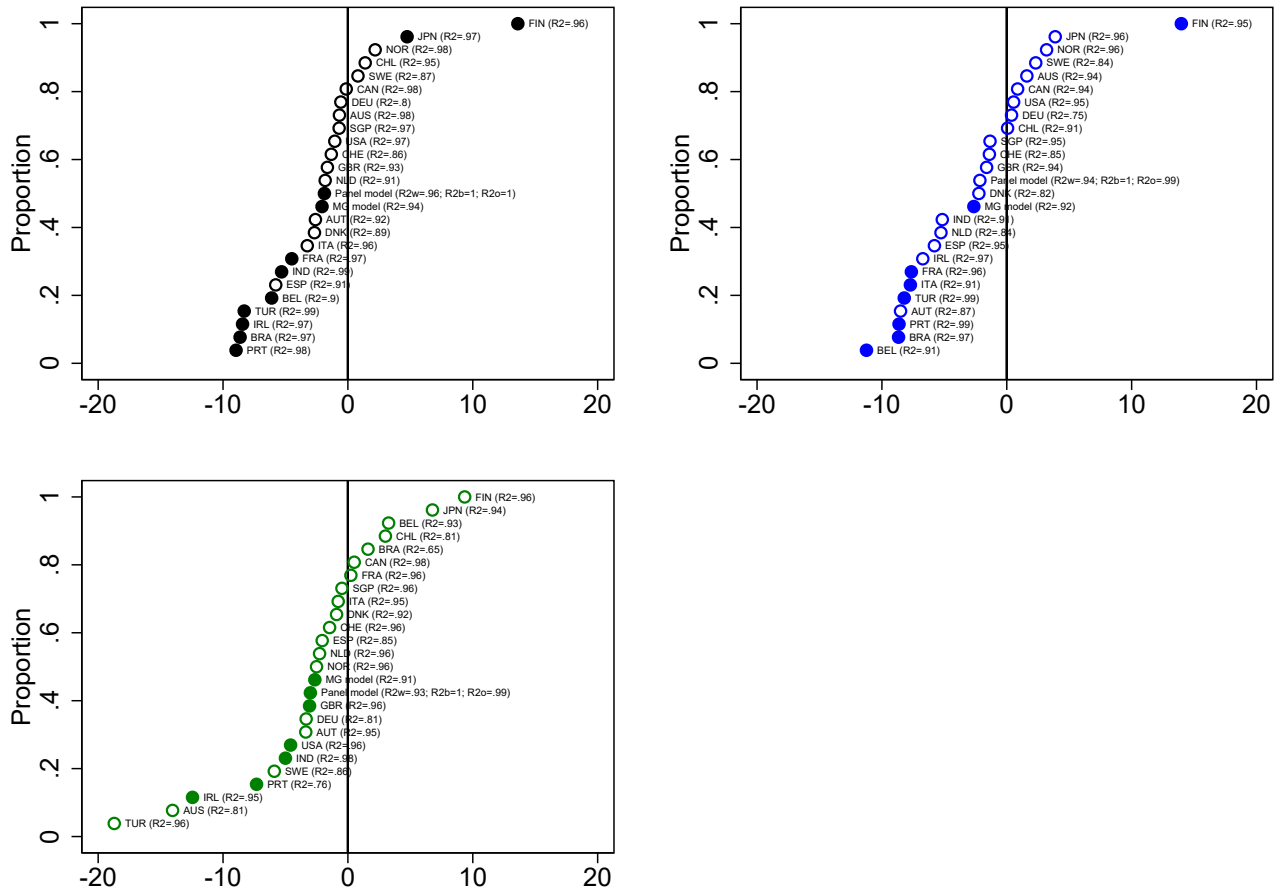 Proportion
0
.2
.4
.6
.8
1
FIN (R2=.96)
JPN (R2=.97)
NOR (R2=.98)
CHL (R2=.95)
SWE (R2=.87)
CAN (R2=.98)
DEU (R2=.8)
AUS (R2=.98)
SGP (R2=.97)
USA (R2=.97)
CHE (R2=.86)
GBR (R2=.93)
NLD (R2=.91)
Panel model (R2w=.96; R2b=1; R2o=1)
MG model (R2=.94)
AUT (R2=.92)
DNK (R2=.89)
ITA (R2=.96)
FRA (R2=.97)
IND (R2=.99)
ESP (R2=.91)
BEL (R2=.9)
TUR (R2=.99)
IRL (R2=.97)
BRA (R2=.97)
PRT (R2=.98)
-20 -10 0 10 20
Proportion
0
.2
.4
.6
.8
1
FIN (R2=.95)
JPN (R2=.96)
NOR (R2=.96)
SWE (R2=.84)
AUS (R2=.94)
CAN (R2=.94)
USA (R2=.95)
DEU (R2=.75)
CHL (R2=.91)
SGP (R2=.95)
CHE (R2=.85)
GBR (R2=.94)
Panel model (R2w=.94; R2b=1; R2o=.99)
DNK (R2=.82)
MG model (R2=.92)
IND (R2=.91)
NLD (R2=.84)
ESP (R2=.95)
IRL (R2=.97)
FRA (R2=.96)
ITA (R2=.91)
TUR (R2=.99)
AUT (R2=.87)
PRT (R2=.99)
BRA (R2=.97)
BEL (R2=.91)
-20 -10 0 10 20
Proportion
0
.2
.4
.6
.8
1
FIN (R2=.96)
JPN (R2=.94)
BEL (R2=.93)
CHL (R2=.81)
BRA (R2=.65)
CAN (R2=.98)
FRA (R2=.96)
SGP (R2=.96)
ITA (R2=.95)
DNK (R2=.92)
CHE (R2=.96)
ESP (R2=.85)
NLD (R2=.96)
NOR (R2=.96)
MG model (R2=.91)
Panel model (R2w=.93; R2b=1; R2o=.99)
GBR (R2=.96)
DEU (R2=.81)
AUT (R2=.95)
USA (R2=.96)
IND (R2=.98)
SWE (R2=.86)
PRT (R2=.76)
IRL (R2=.95)
AUS (R2=.81)
TUR (R2=.96)
-20 -10 0 10 20